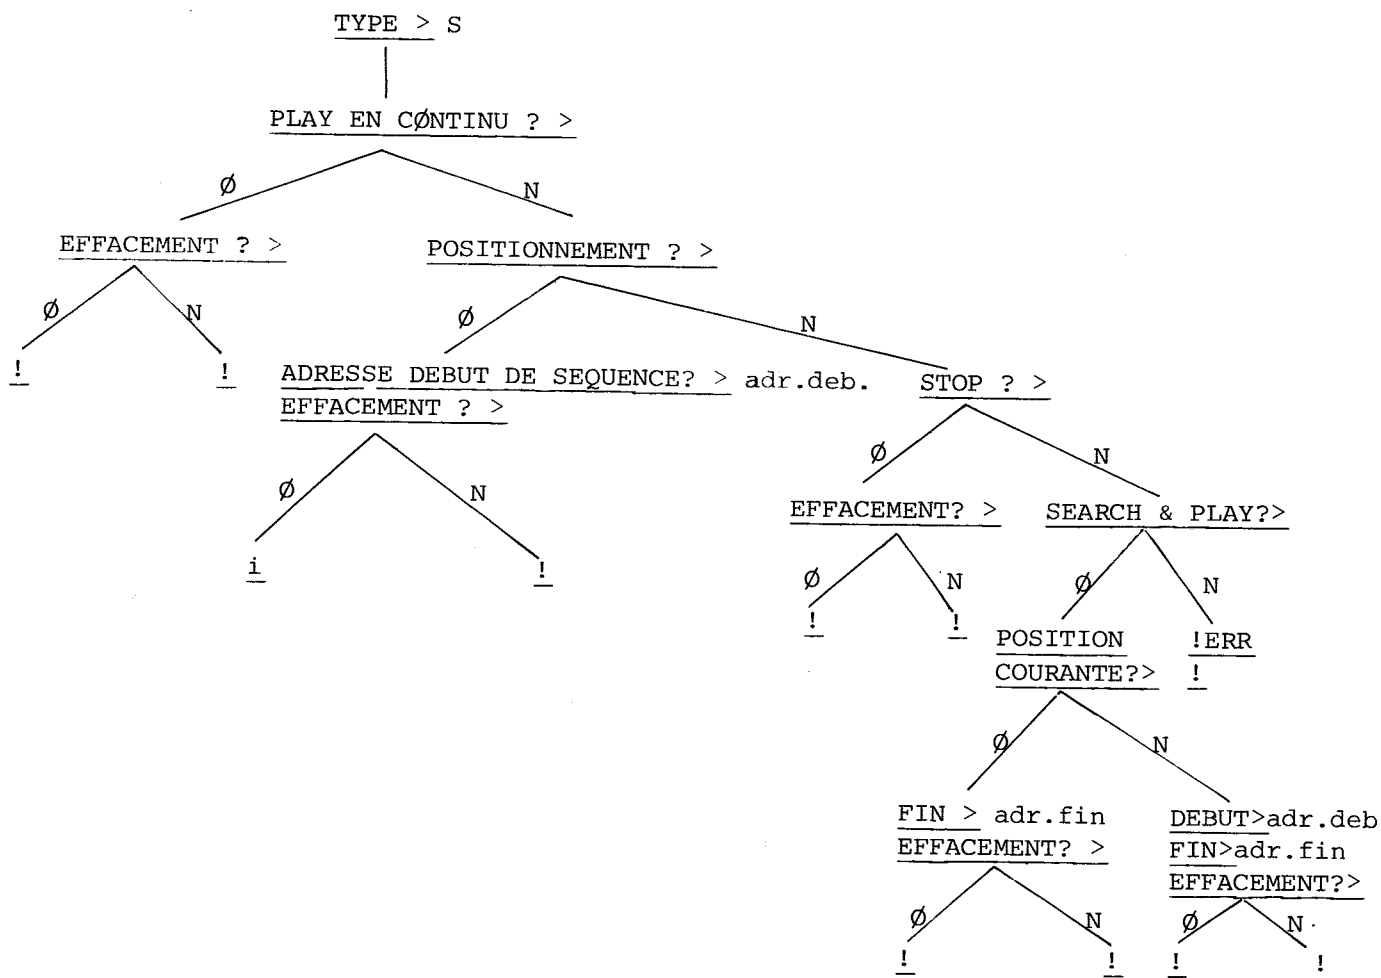 TYPE > S
PLAY EN CØNTINU ? >
Ø N
EFFACEMENT ? > POSITIONNEMENT ? >
Ø N Ø N
! ! ADRESSE DEBUT DE SEQUENCE? > adr.deb. STOP ? >
EFFACEMENT ? >
Ø N
Ø N
EFFACEMENT? > SEARCH & PLAY?>
i !
Ø N Ø N
! ! POSITION !ERR
COURANTE?> !
Ø N
FIN > adr.fin DEBUT>adr.deb
EFFACEMENT? > FIN>adr.fin
EFFACEMENT?>
Ø N Ø N
! ! ! !